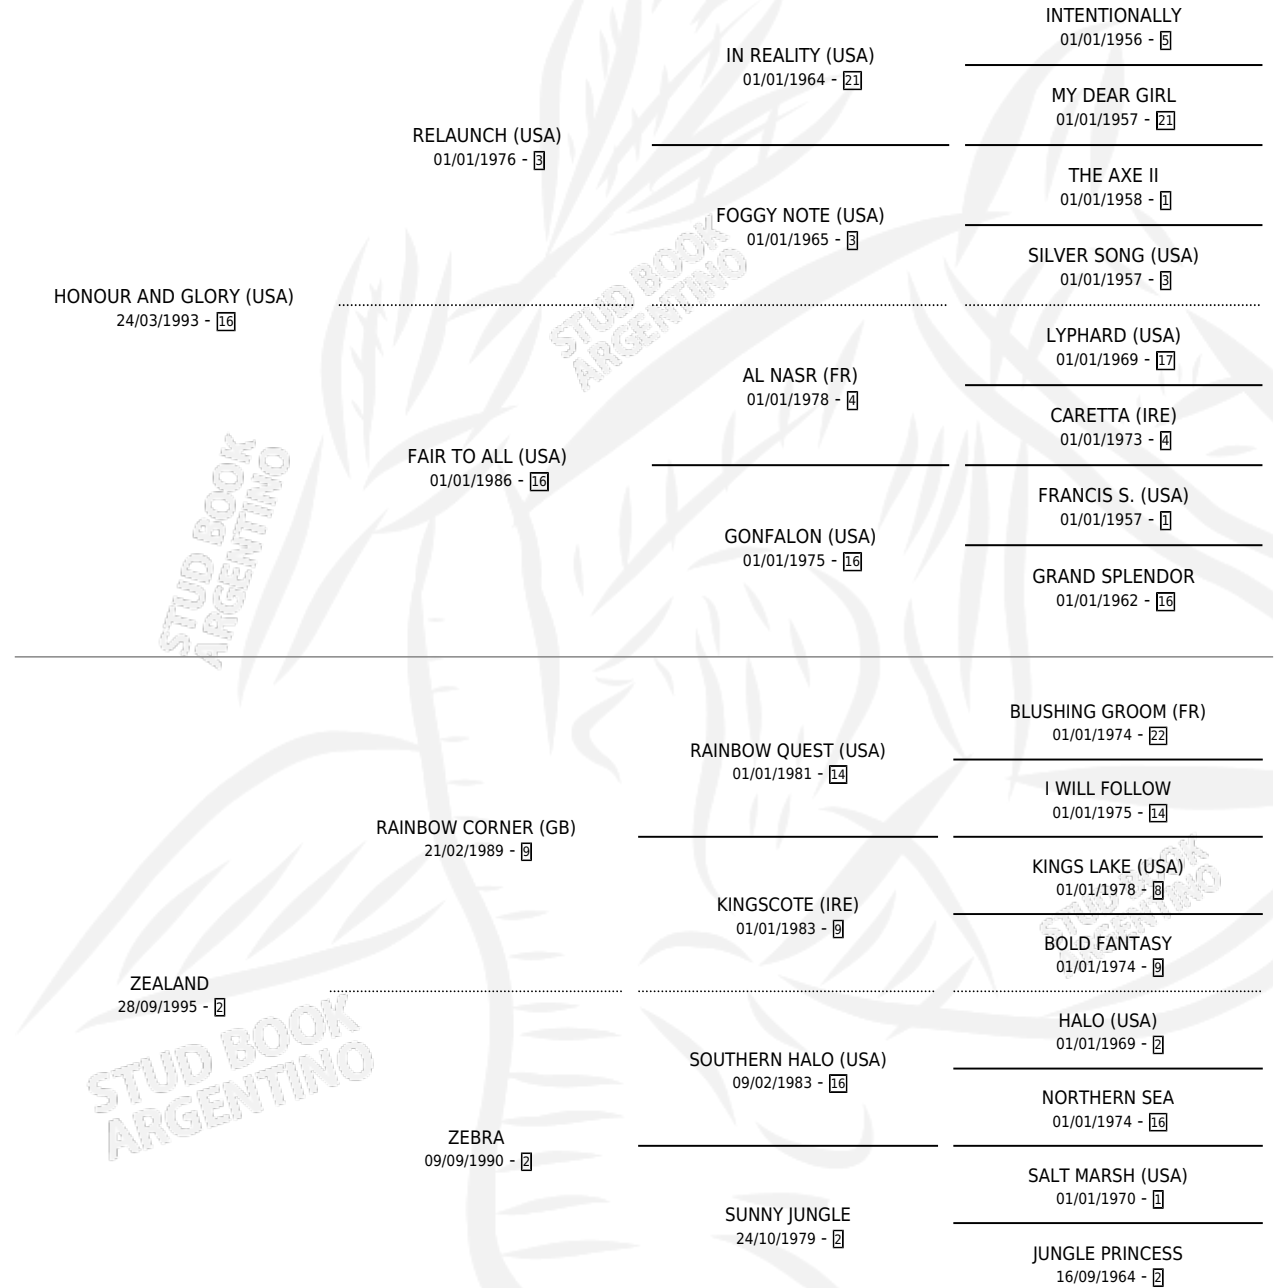 INTENTIONALLY
01/01/1956 - 5
IN REALITY (USA)
01/01/1964 - 21
MY DEAR GIRL
01/01/1957 - 21
RELAUNCH (USA)
01/01/1976 - 3
THE AXE II
01/01/1958 - 1
FOGGY NOTE (USA)
01/01/1965 - 3
SILVER SONG (USA)
01/01/1957 - 3
HONOUR AND GLORY (USA)
24/03/1993 - 16
LYPHARD (USA)
01/01/1969 - 17
AL NASR (FR)
01/01/1978 - 4
CARETTA (IRE)
01/01/1973 - 4
FAIR TO ALL (USA)
01/01/1986 - 16
FRANCIS S. (USA)
01/01/1957 - 1
GONFALON (USA)
01/01/1975 - 16
GRAND SPLENDOR
01/01/1962 - 16
BLUSHING GROOM (FR)
01/01/1974 - 22
RAINBOW QUEST (USA)
01/01/1981 - 14
I WILL FOLLOW
01/01/1975 - 14
RAINBOW CORNER (GB)
21/02/1989 - 9
KINGS LAKE (USA)
01/01/1978 - 8
KINGSCOTE (IRE)
01/01/1983 - 9
BOLD FANTASY
01/01/1974 - 9
ZEALAND
28/09/1995 - 2
HALO (USA)
01/01/1969 - 2
SOUTHERN HALO (USA)
09/02/1983 - 16
NORTHERN SEA
01/01/1974 - 16
ZEBRA
09/09/1990 - 2
SALT MARSH (USA)
01/01/1970 - 1
SUNNY JUNGLE
24/10/1979 - 2
JUNGLE PRINCESS
16/09/1964 - 2
STUD BOOK
ARGENTINO
STUD BOOK
ARGENTINO
STUD BOOK
ARGENTINO
STUD BOOK
ARGENTINO